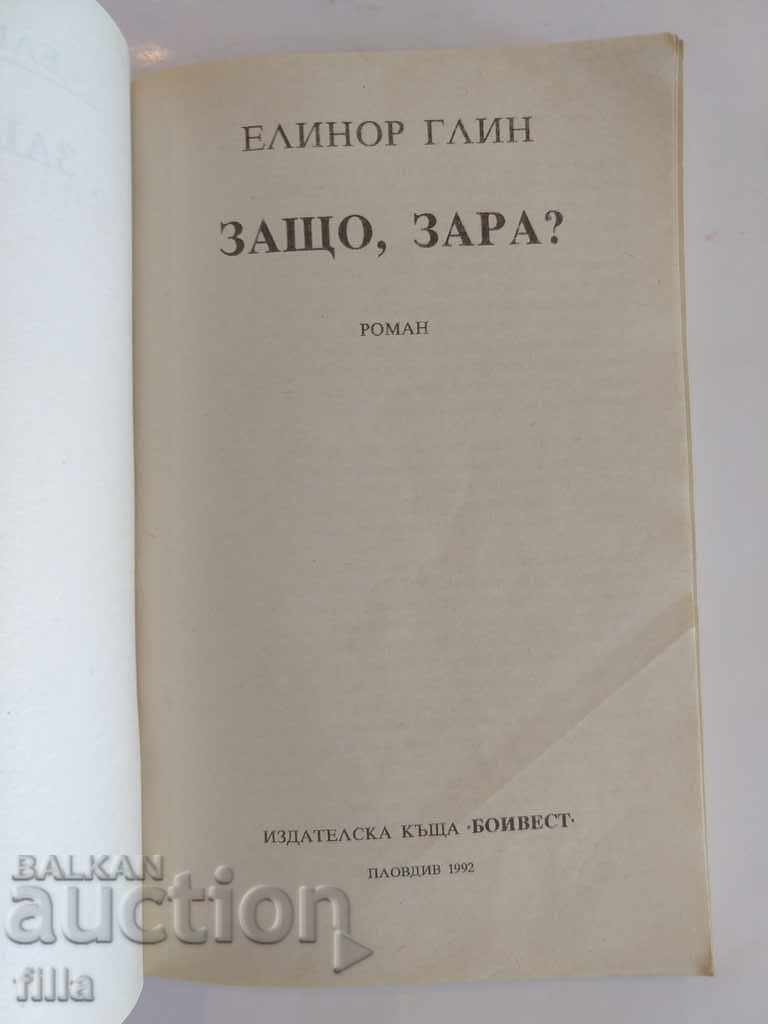 ЕЛИНОР ГЛИН
ЗАЩО, ЗАРА?
РОМАН
ИЗДАТЕЛСКА КЪЩА ·БОИВЕСТ·
ПЛОВДИВ 1992
BALKAN
auction
filla